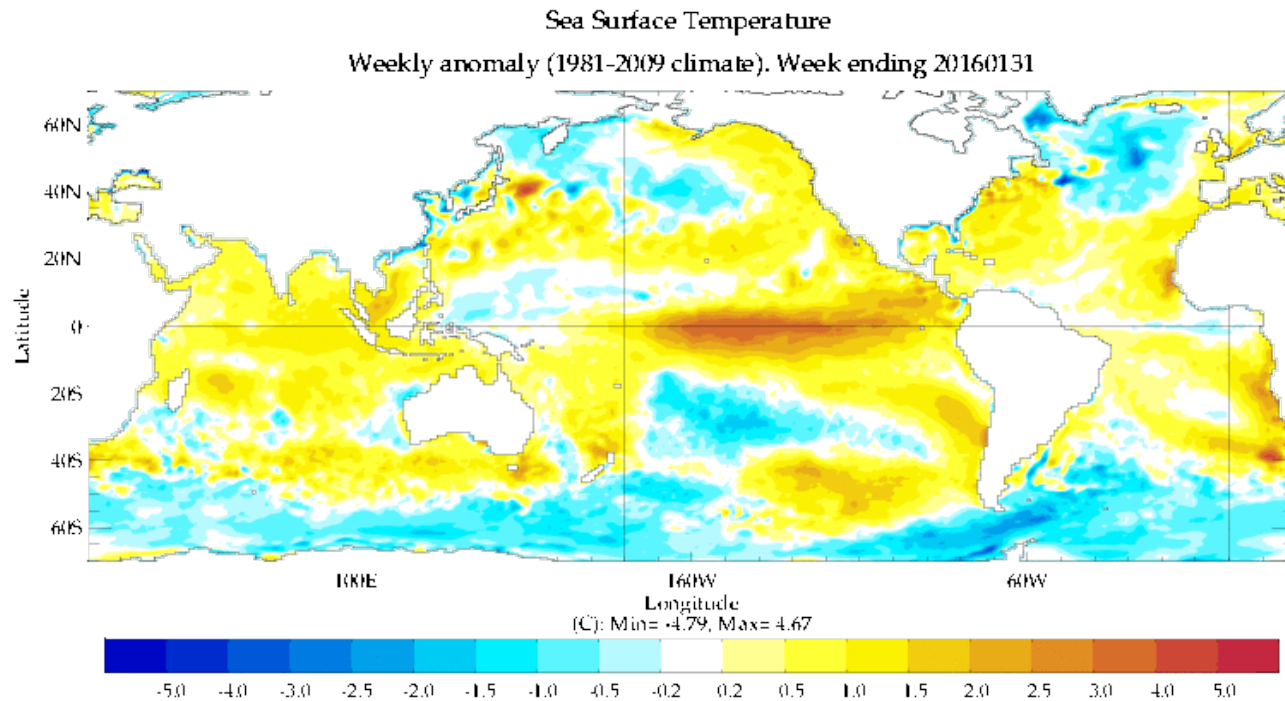 Sea Surface Temperature
Weekly anomaly (1981-2009 climate). Week ending 20160131
60N
40N
20N
0
20S
40S
60S
Latitude
100E 160W 60W
Longitude
(C): Min= -4.79, Max= 4.67
-5.0 -4.0 -3.0 -2.5 -2.0 -1.5 -1.0 -0.5 -0.2 0.2 0.5 1.0 1.5 2.0 2.5 3.0 4.0 5.0